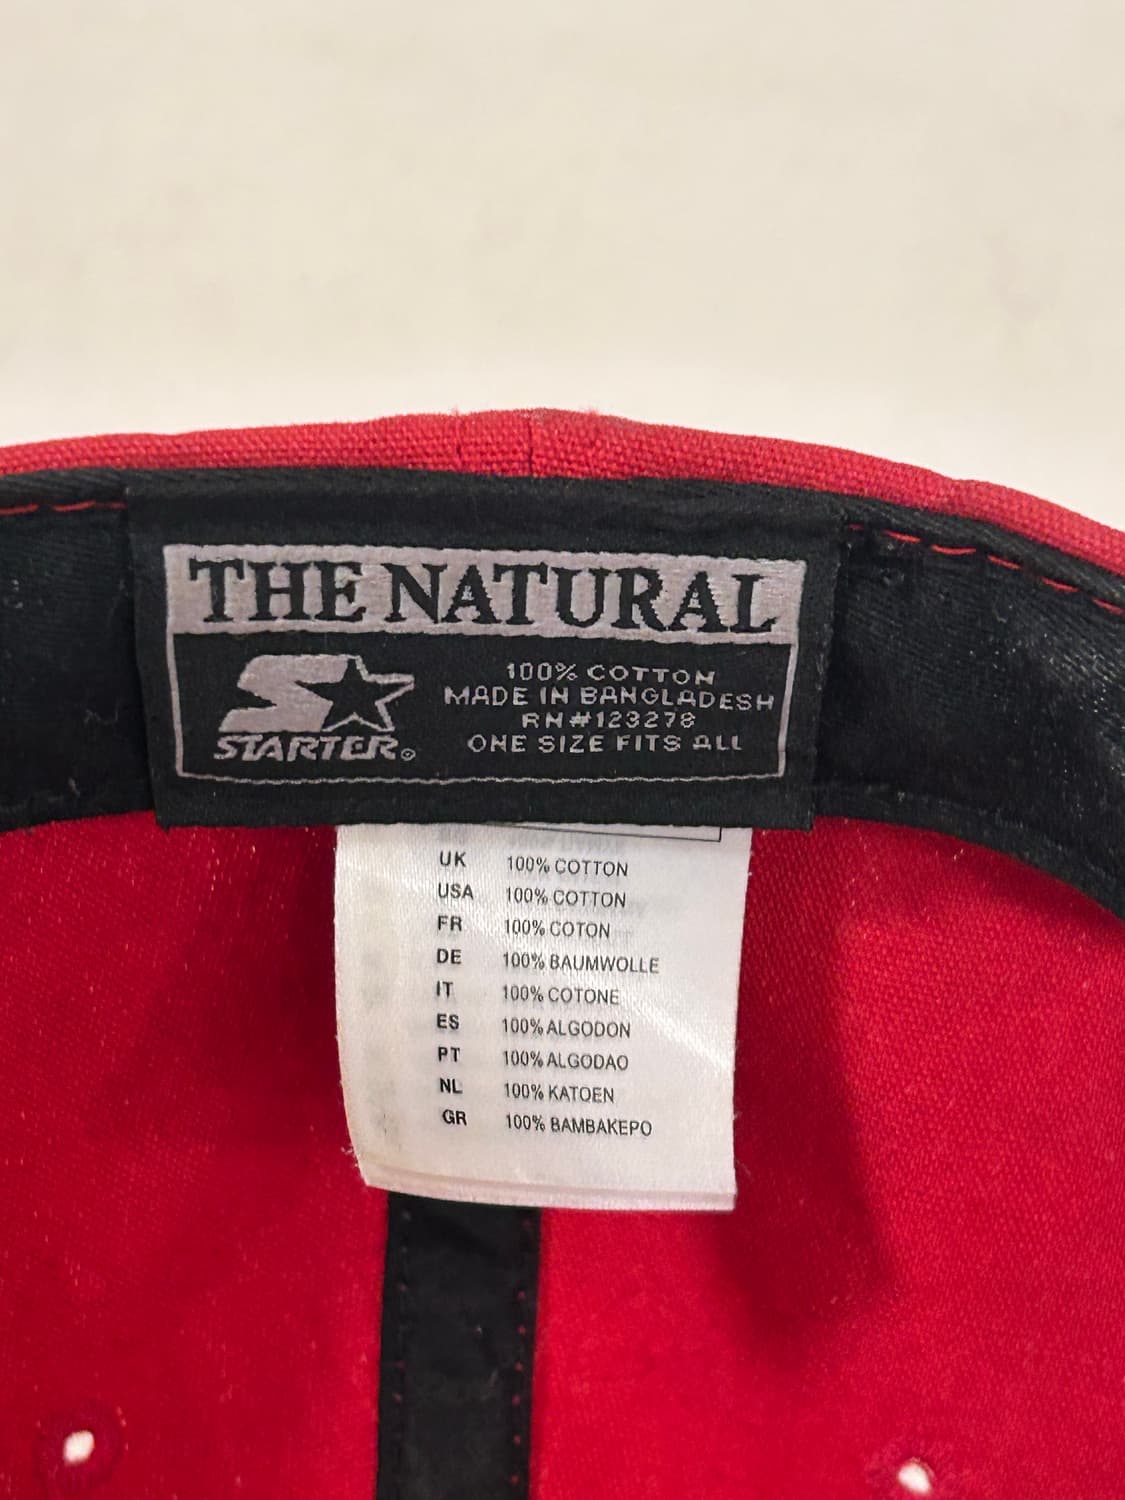 THE NATURAL
STARTER®
100% COTTON
MADE IN BANGLADESH
RN#123278
ONE SIZE FITS ALL
UK 100% COTTON
USA 100% COTTON
FR 100% COTON
DE 100% BAUMWOLLE
IT 100% COTONE
ES 100% ALGODON
PT 100% ALGODAO
NL 100% KATOEN
GR 100% BAMBAKEPO